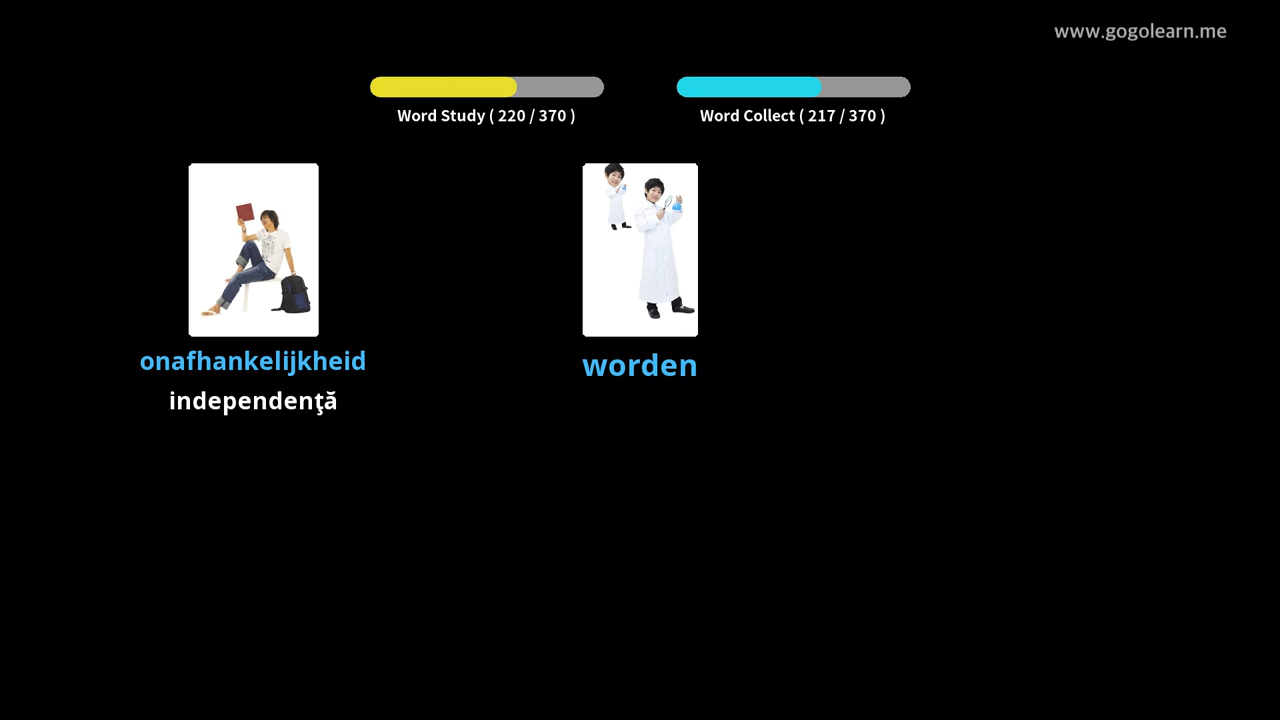 www.gogolearn.me
Word Study ( 220 / 370 )
Word Collect ( 217 / 370 )
onafhankelijkheid
independenţă
worden